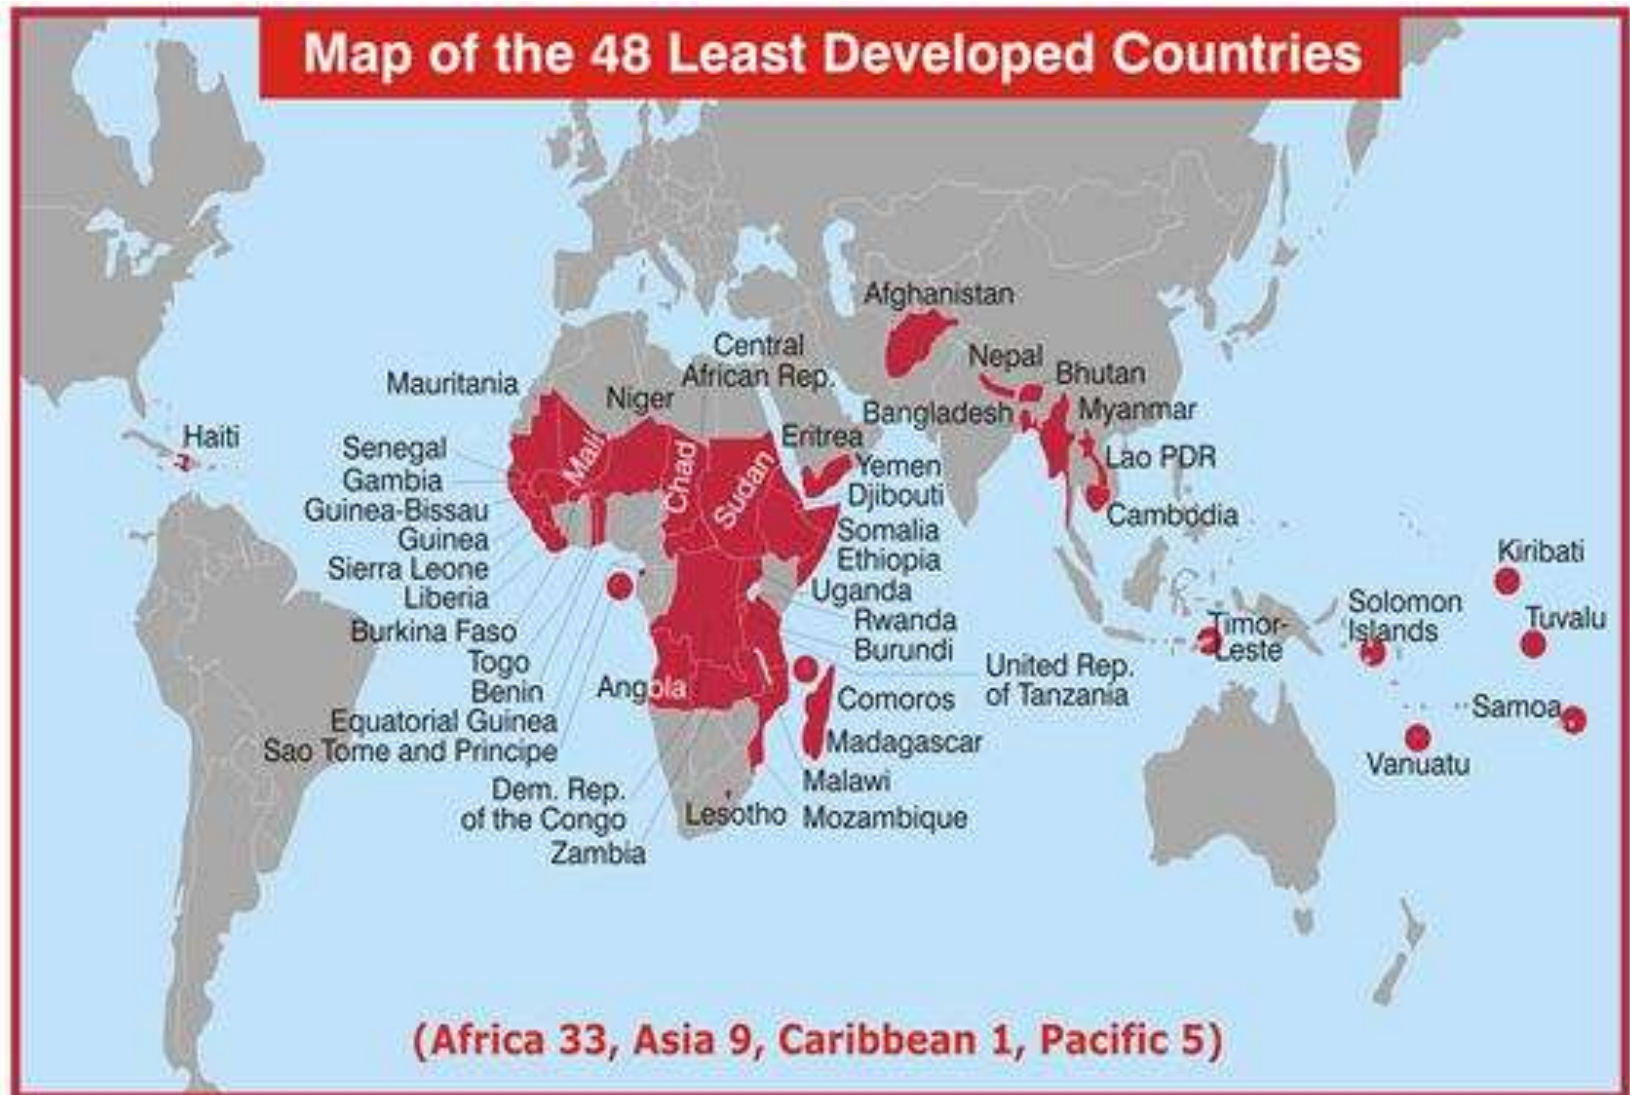 Map of the 48 Least Developed Countries
Afghanistan
Central
African Rep.
Nepal
Bhutan
Mauritania
Niger
Bangladesh
Myanmar
Haiti
Senegal
Mali
Chad
Sudan
Eritrea
Yemen
Lao PDR
Gambia
Djibouti
Guinea-Bissau
Cambodia
Guinea
Somalia
Sierra Leone
Ethiopia
Kiribati
Liberia
Uganda
Solomon
Islands
Tuvalu
Burkina Faso
Rwanda
Timor-
Leste
Togo
Burundi
Benin
Angola
United Rep.
of Tanzania
Equatorial Guinea
Comoros
Samoa
Sao Tome and Principe
Madagascar
Vanuatu
Dem. Rep.
of the Congo
Malawi
Lesotho
Mozambique
Zambia
(Africa 33, Asia 9, Caribbean 1, Pacific 5)